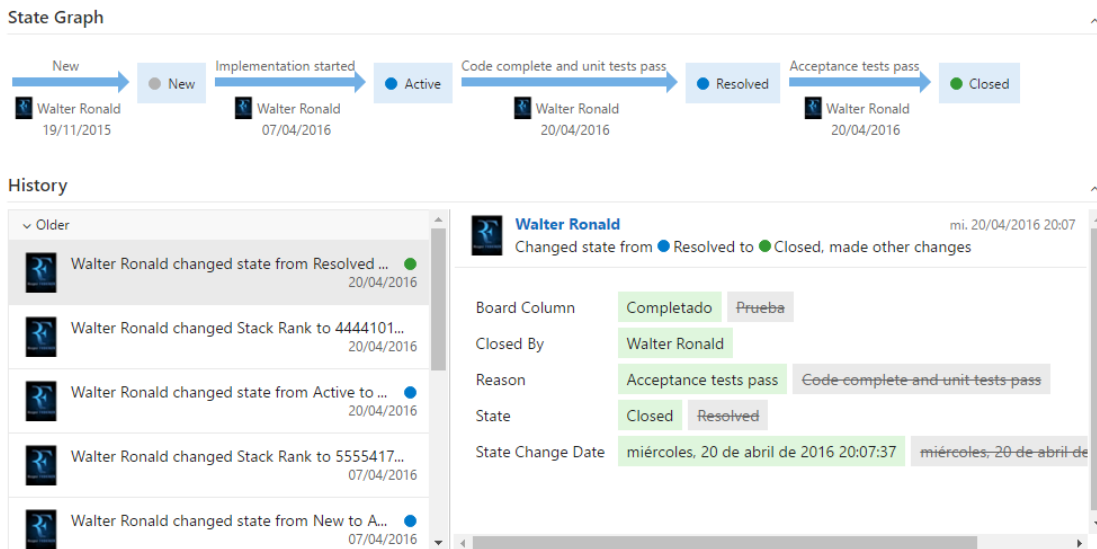 State Graph
New
Implementation started
Code complete and unit tests pass
Acceptance tests pass
New
Active
Resolved
Closed
Walter Ronald
Walter Ronald
Walter Ronald
Walter Ronald
19/11/2015
07/04/2016
20/04/2016
20/04/2016
History
Older
Walter Ronald changed state from Resolved ...
20/04/2016
Walter Ronald changed Stack Rank to 4444101...
20/04/2016
Walter Ronald changed state from Active to ...
20/04/2016
Walter Ronald changed Stack Rank to 5555417...
07/04/2016
Walter Ronald changed state from New to A...
07/04/2016
Walter Ronald
mi. 20/04/2016 20:07
Changed state from Resolved to Closed, made other changes
Board Column Completado Prueba
Closed By Walter Ronald
Reason Acceptance tests pass Code complete and unit tests pass
State Closed Resolved
State Change Date miércoles, 20 de abril de 2016 20:07:37 miércoles, 20 de abril de